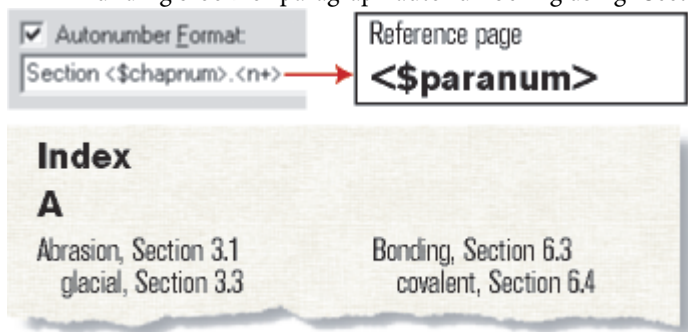 Autonumber Format:
Section <$chapnum>.<n+>
Reference page
<$paranum>
Index
A
Abrasion, Section 3.1
glacial, Section 3.3
Bonding, Section 6.3
covalent, Section 6.4